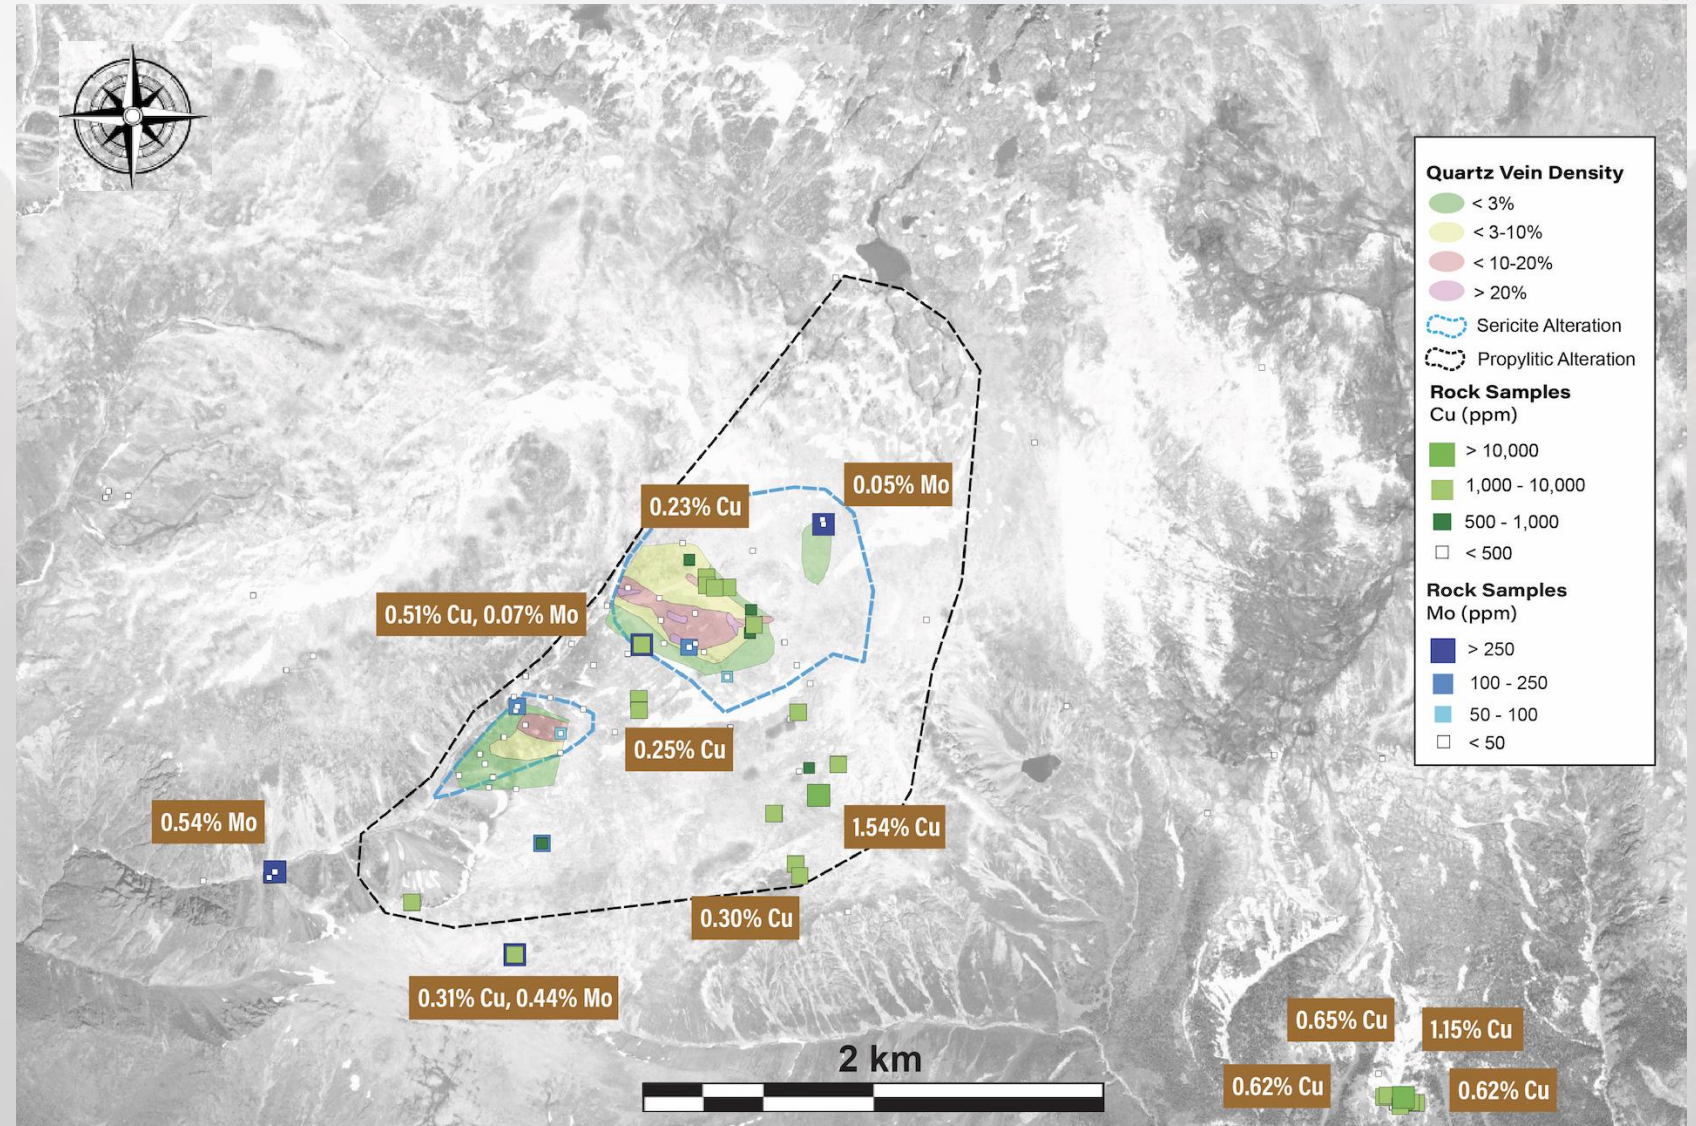 Quartz Vein Density
< 3%
< 3-10%
< 10-20%
> 20%
Sericite Alteration
Propylitic Alteration
Rock Samples
Cu (ppm)
> 10,000
1,000 - 10,000
500 - 1,000
< 500
Rock Samples
Mo (ppm)
> 250
100 - 250
50 - 100
< 50
0.05% Mo
0.23% Cu
0.51% Cu, 0.07% Mo
0.25% Cu
0.54% Mo
1.54% Cu
0.30% Cu
0.31% Cu, 0.44% Mo
0.65% Cu
1.15% Cu
0.62% Cu
0.62% Cu
2 km